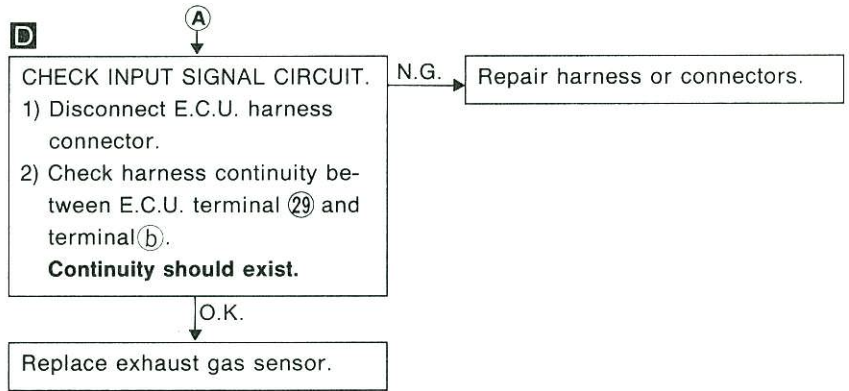 D
A
CHECK INPUT SIGNAL CIRCUIT.
1) Disconnect E.C.U. harness
connector.
2) Check harness continuity be-
tween E.C.U. terminal 29 and
terminal b.
Continuity should exist.
N.G.
Repair harness or connectors.
O.K.
Replace exhaust gas sensor.